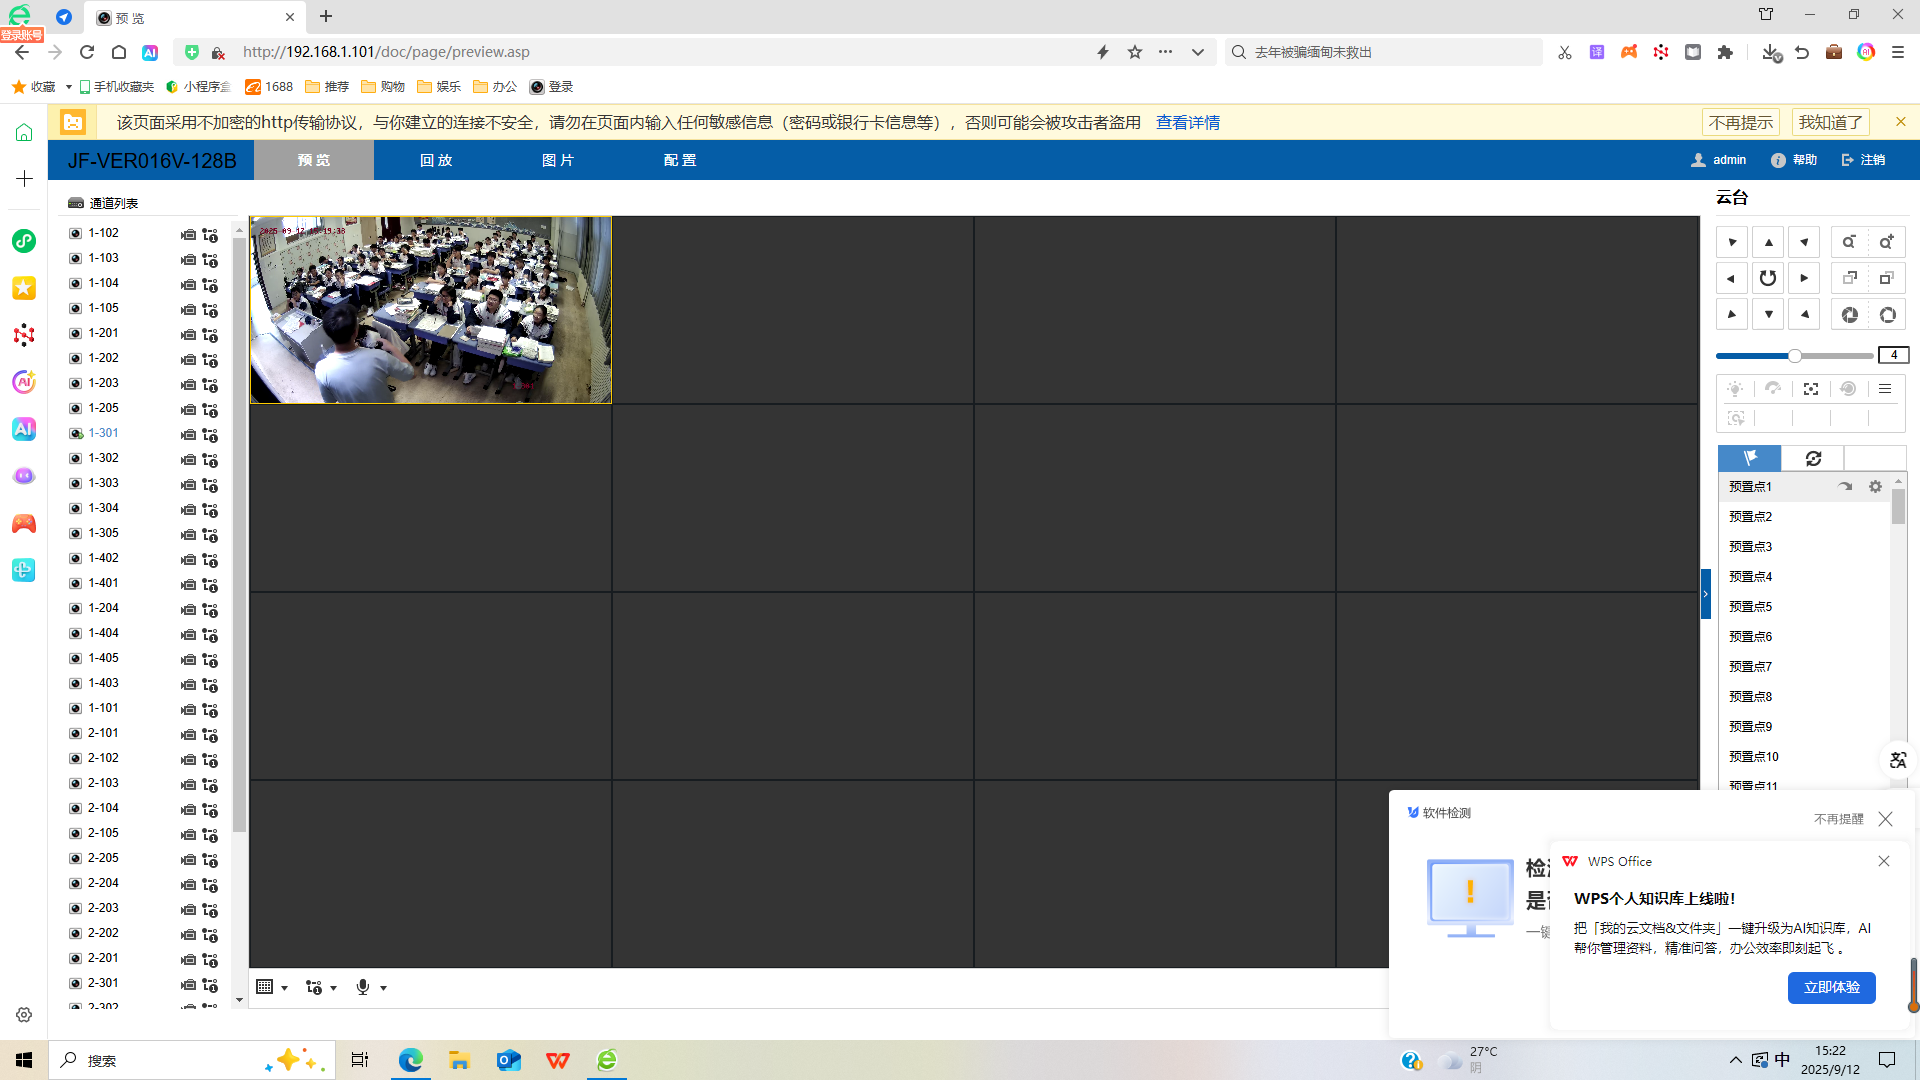 登录账号
预 览
http://192.168.1.101/doc/page/preview.asp
去年被骗缅甸未救出
收藏
手机收藏夹
小程序盒
1688
推荐
购物
娱乐
办公
登录
该页面采用不加密的http传输协议，与你建立的连接不安全，请勿在页面内输入任何敏感信息（密码或银行卡信息等），否则可能会被攻击者盗用 查看详情
不再提示
我知道了
JF-VER016V-128B
预 览
回 放
图 片
配 置
admin
帮助
注销
通道列表
1-102
1-103
1-104
1-105
1-201
1-202
1-203
1-205
1-301
1-302
1-303
1-304
1-305
1-402
1-401
1-204
1-404
1-405
1-403
1-101
2-101
2-102
2-103
2-104
2-105
2-205
2-204
2-203
2-202
2-201
2-301
2-302
云台
4
预置点1
预置点2
预置点3
预置点4
预置点5
预置点6
预置点7
预置点8
预置点9
预置点10
预置点11
软件检测
不再提醒
WPS Office
WPS个人知识库上线啦！
把「我的云文档&文件夹」一键升级为AI知识库，AI
帮你管理资料，精准问答，办公效率即刻起飞 。
立即体验
搜索
27°C
阴
中
15:22
2025/9/12